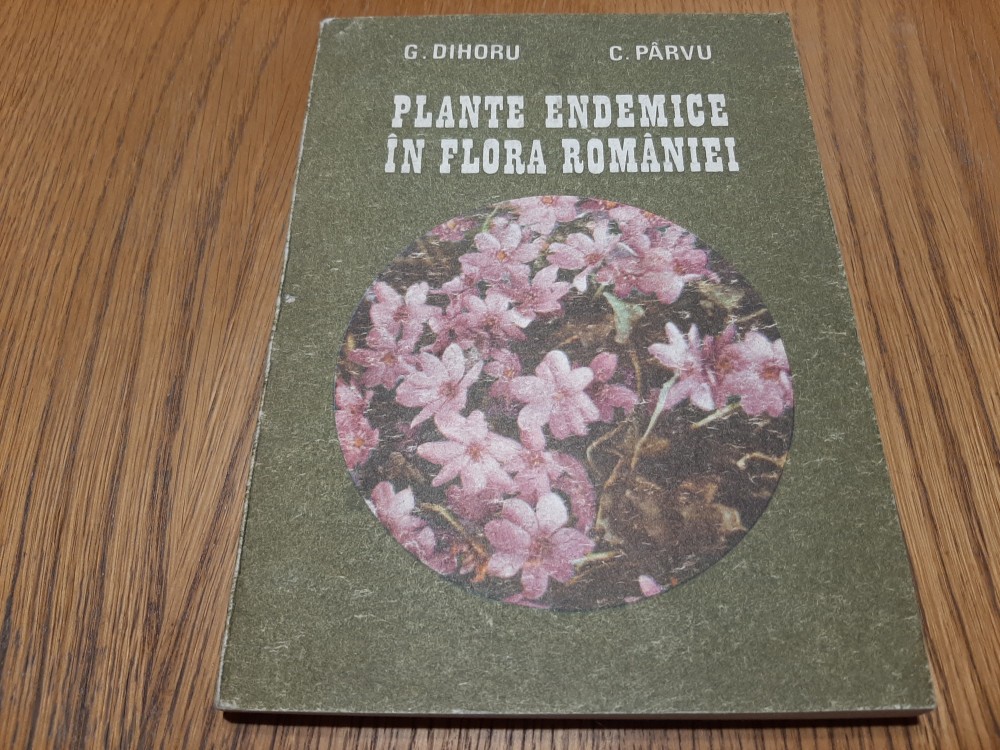 G. DIHORU C. PÂRVU
PLANTE ENDEMICE
ÎN FLORA ROMÂNIEI